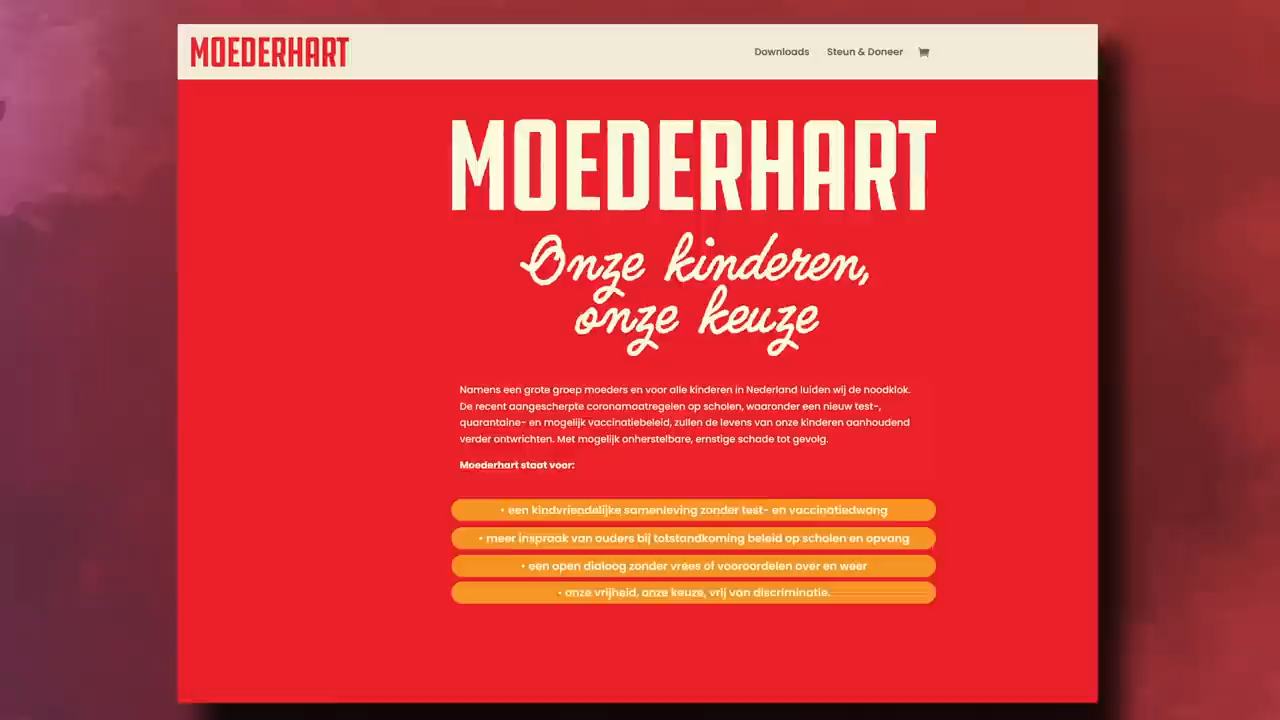 MOEDERHART
Downloads Steun & Doneer
MOEDERHART
Onze kinderen,
onze keuze
Namens een grote groep moeders en voor alle kinderen in Nederland luiden wij de noodklok.
De recent aangescherpte coronamaatregelen op scholen, waaronder een nieuw test-,
quarantaine- en mogelijk vaccinatiebeleid, zullen de levens van onze kinderen aanhoudend
verder ontwrichten. Met mogelijk onherstelbare, ernstige schade tot gevolg.
Moederhart staat voor:
• een kindvriendelijke samenleving zonder test- en vaccinatiedwang
• meer inspraak van ouders bij totstandkoming beleid op scholen en opvang
• een open dialoog zonder vrees of vooroordelen over en weer
• onze vrijheid, onze keuze, vrij van discriminatie.